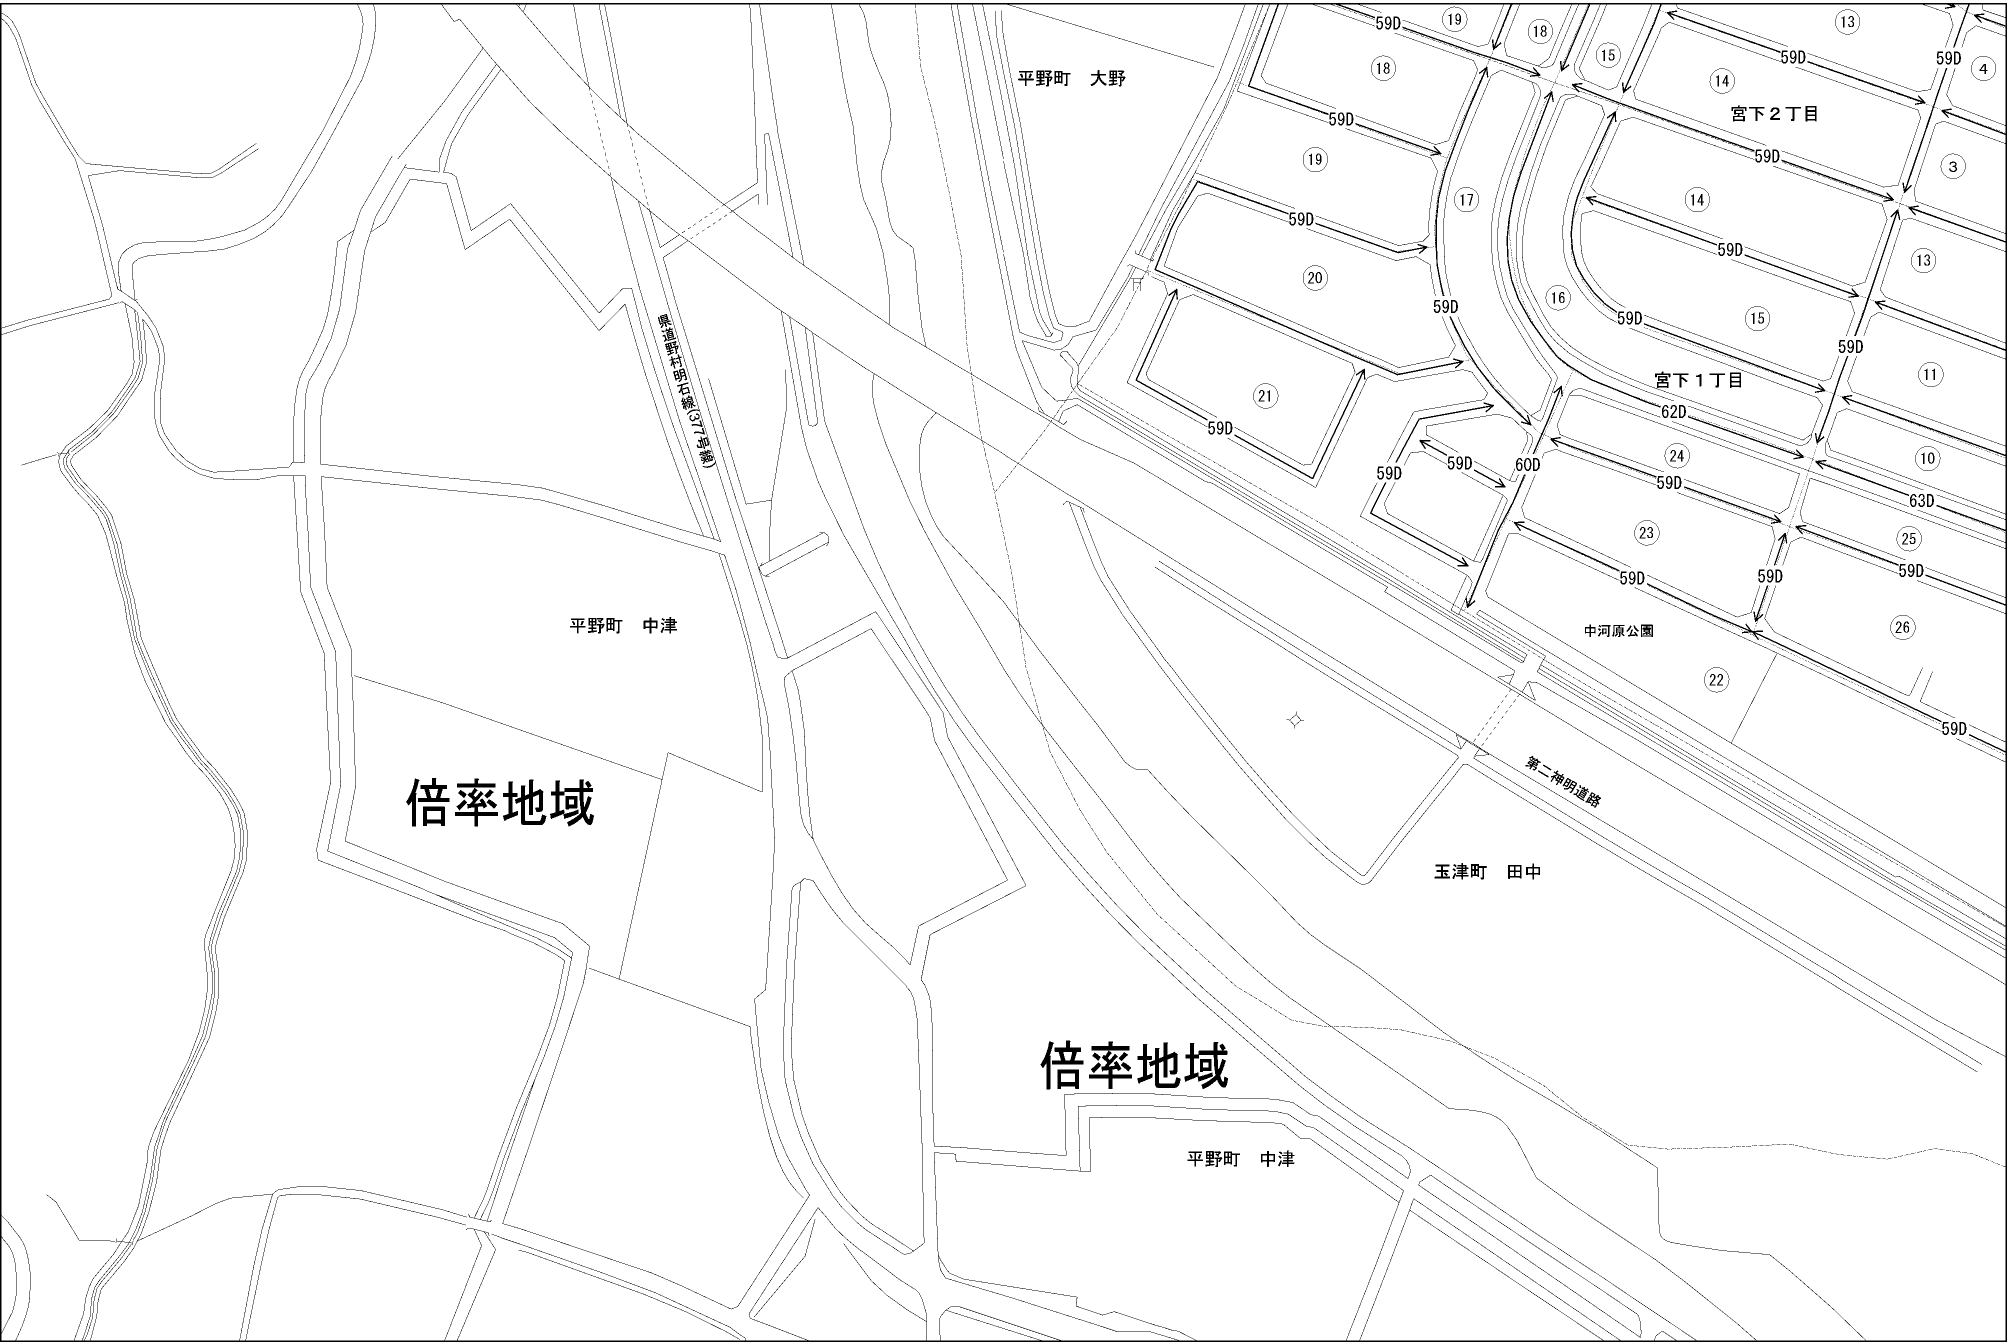 59D
⑲
⑱
⑬
⑱
⑭
⑮
59D
59D
④
平野町　大野
宮下２丁目
59D
59D
⑲
③
⑰
⑭
59D
59D
⑬
⑳
⑯
59D
59D
⑮
59D
⑪
宮下１丁目
㉑
62D
59D
㉔
⑩
59D
59D
60D
59D
63D
県道野村明石線(377号線)
㉓
㉕
59D
59D
59D
平野町　中津
中河原公園
㉖
㉒
59D
第二神明道路
倍率地域
玉津町　田中
倍率地域
平野町　中津